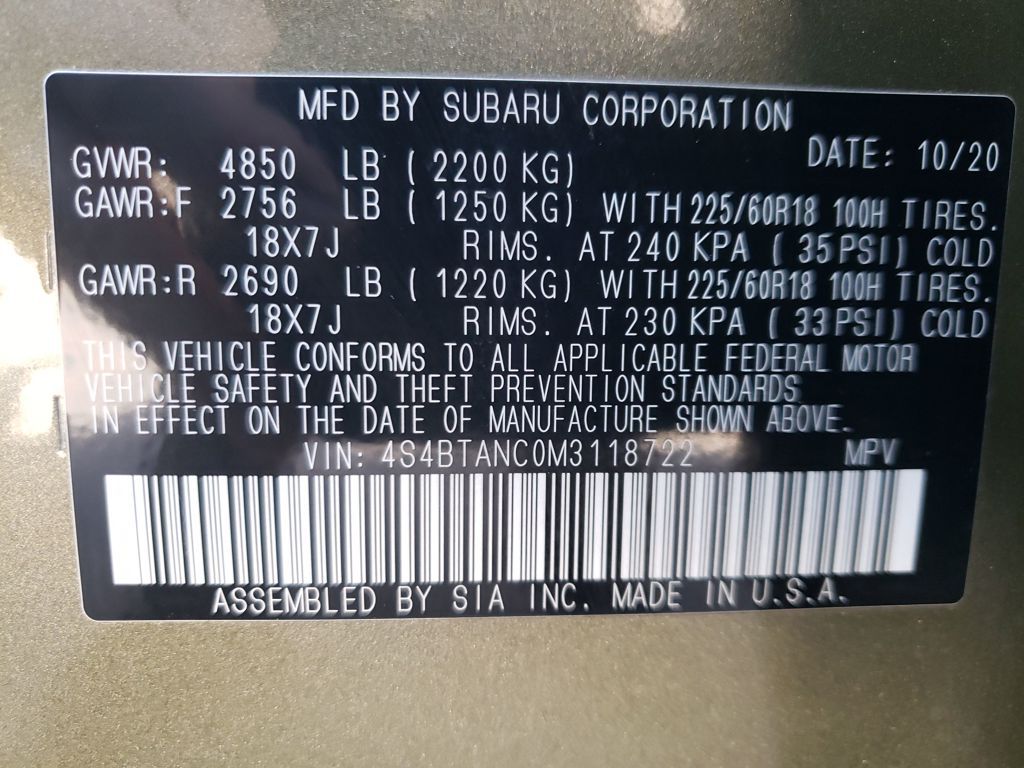 MFD BY SUBARU CORPORATION
DATE: 10/20
GVWR: 4850 LB ( 2200 KG)
GAWR:F 2756 LB ( 1250 KG) WITH 225/60R18 100H TIRES.
18X7J RIMS. AT 240 KPA ( 35PSI) COLD
GAWR:R 2690 LB ( 1220 KG) WITH 225/60R18 100H TIRES.
18X7J RIMS. AT 230 KPA ( 33PSI) COLD
THIS VEHICLE CONFORMS TO ALL APPLICABLE FEDERAL MOTOR
VEHICLE SAFETY AND THEFT PREVENTION STANDARDS
IN EFFECT ON THE DATE OF MANUFACTURE SHOWN ABOVE.
VIN: 4S4BTANC0M3118722 MPV
ASSEMBLED BY SIA INC. MADE IN U.S.A.